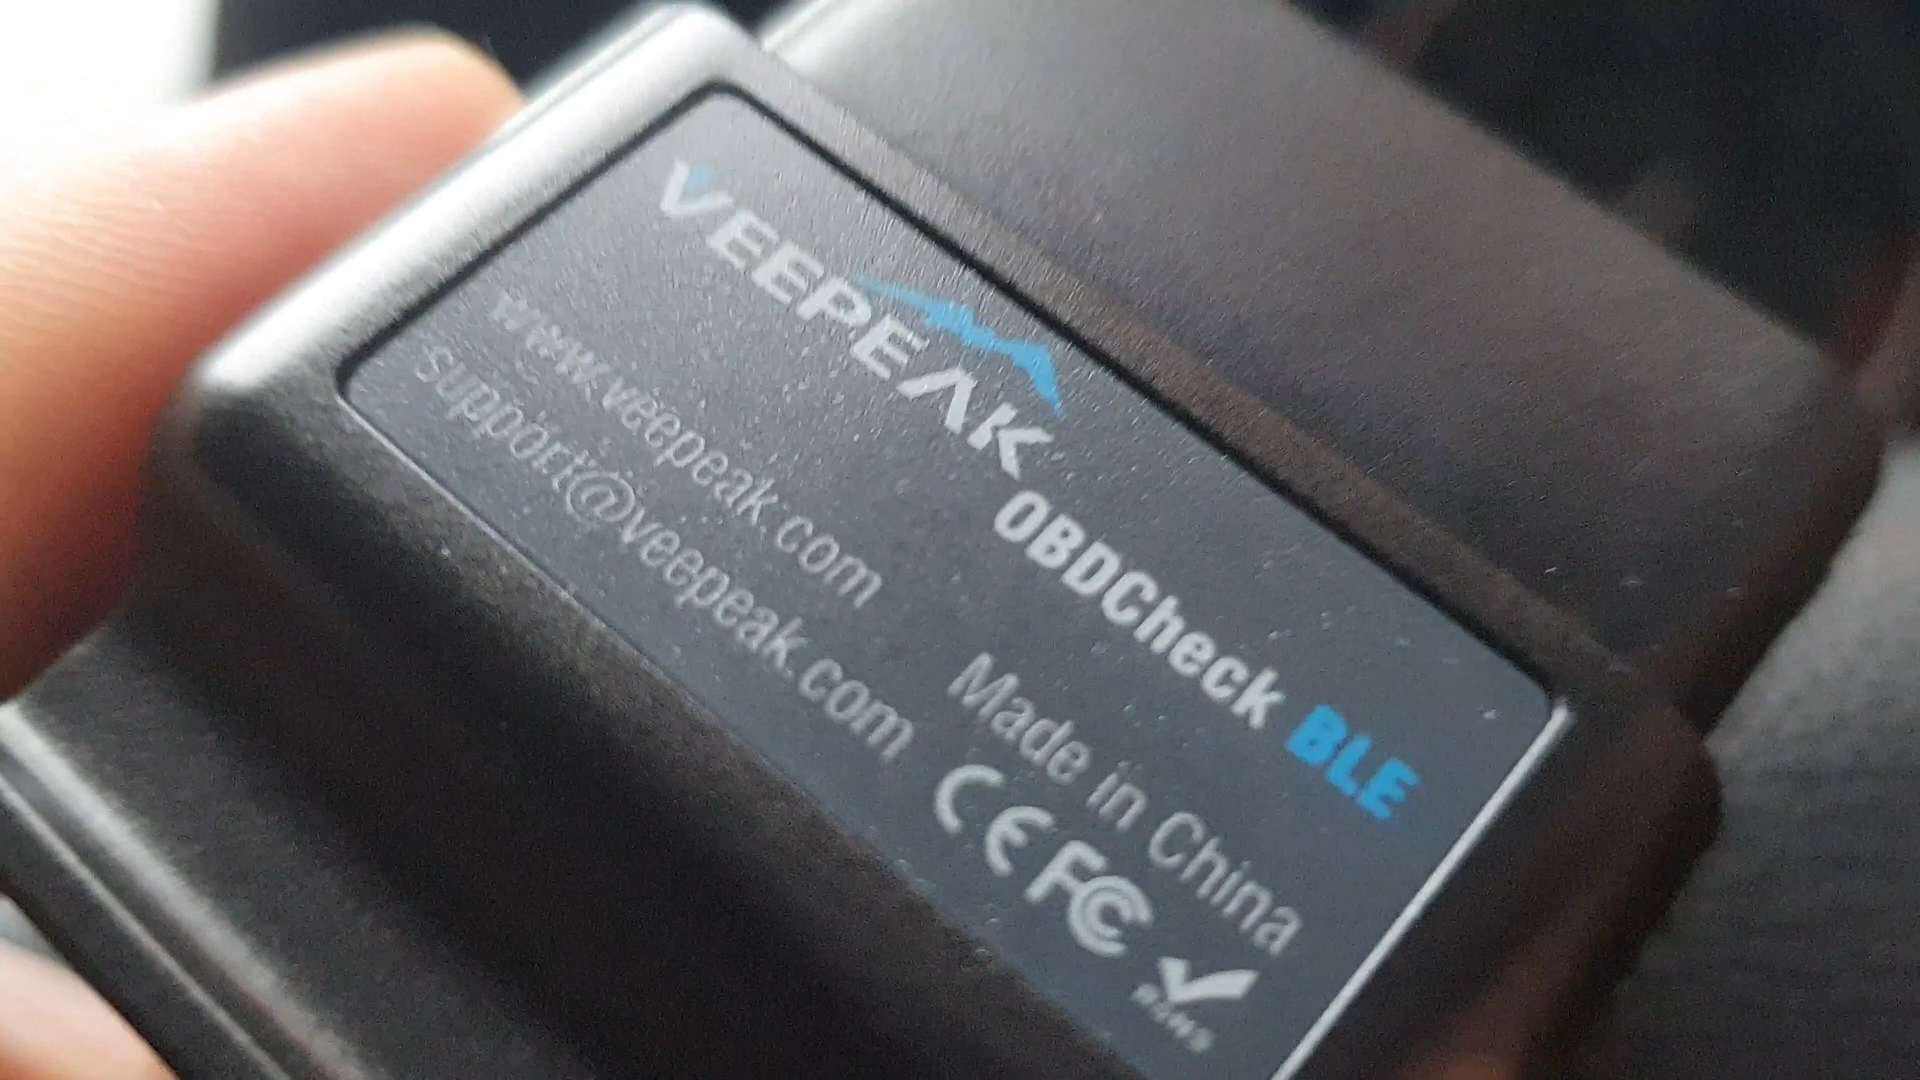 VEEPEAK OBDCheck BLE
www.veepeak.com
Made in China
support@veepeak.com
CE FC
RoHS